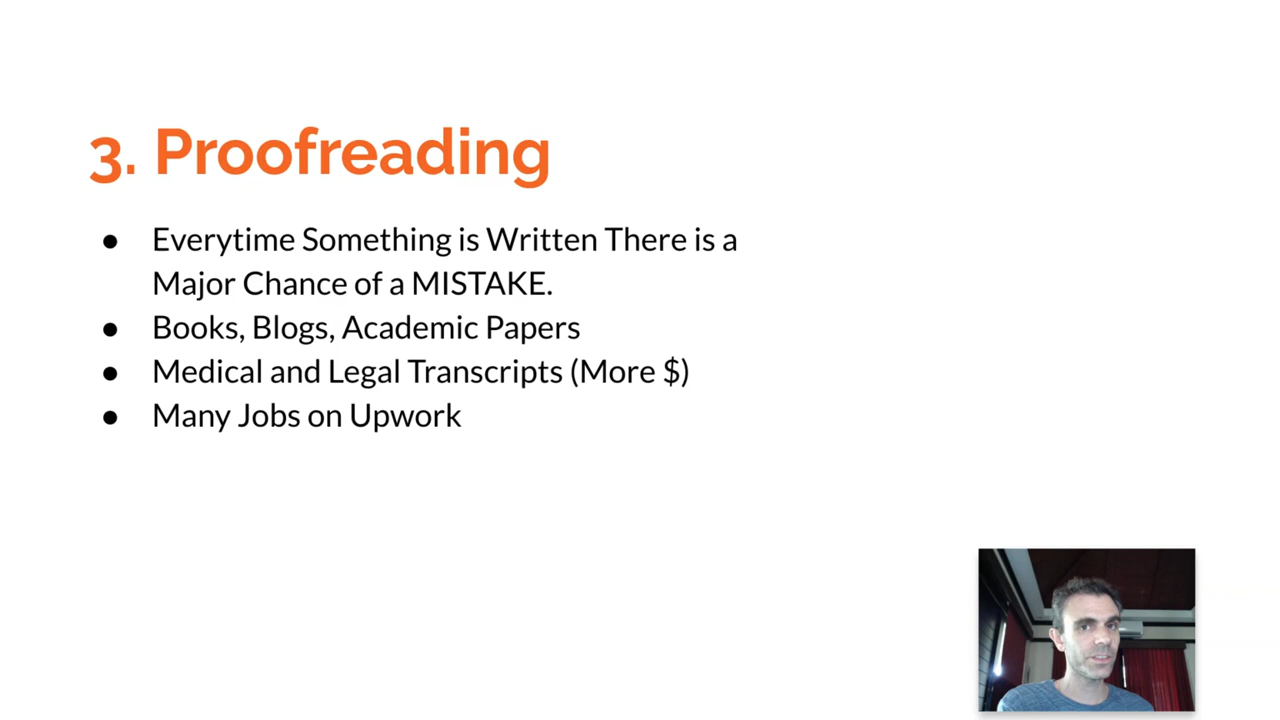 3. Proofreading
● Everytime Something is Written There is a
Major Chance of a MISTAKE.
● Books, Blogs, Academic Papers
● Medical and Legal Transcripts (More $)
● Many Jobs on Upwork